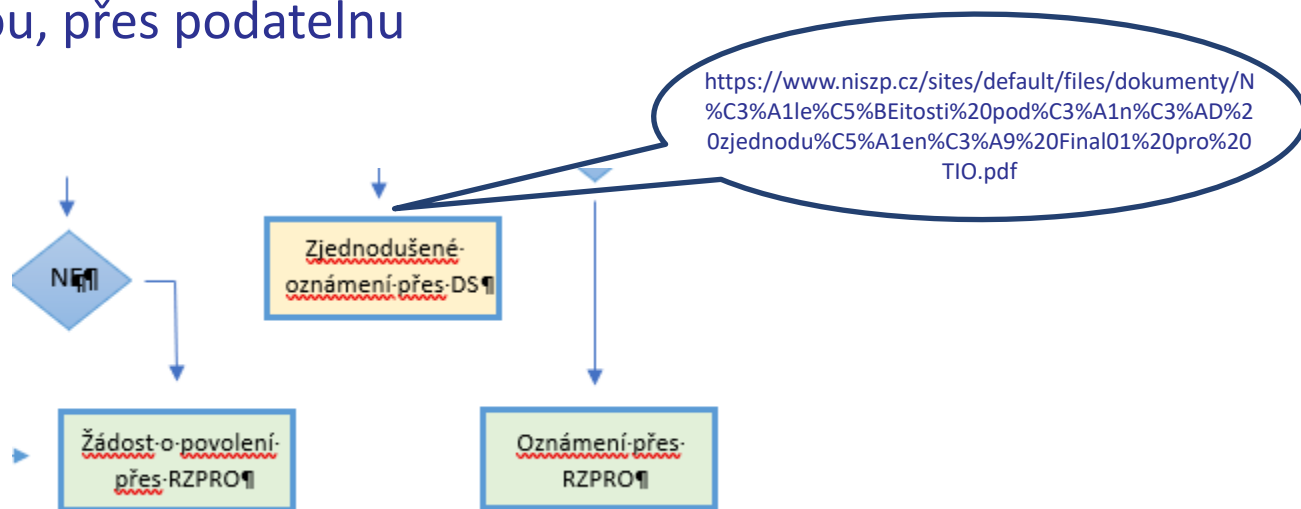 ou, přes podatelnu
https://www.niszp.cz/sites/default/files/dokumenty/N
%C3%A1le%C5%BEitosti%20pod%C3%A1n%C3%AD%2
0zjednodu%C5%A1en%C3%A9%20Final01%20pro%20
TIO.pdf
Zjednodušené·
oznámení·přes·DS¶
NE¶
Žádost·o·povolení·
přes·RZPRO¶
Oznámení·přes·
RZPRO¶